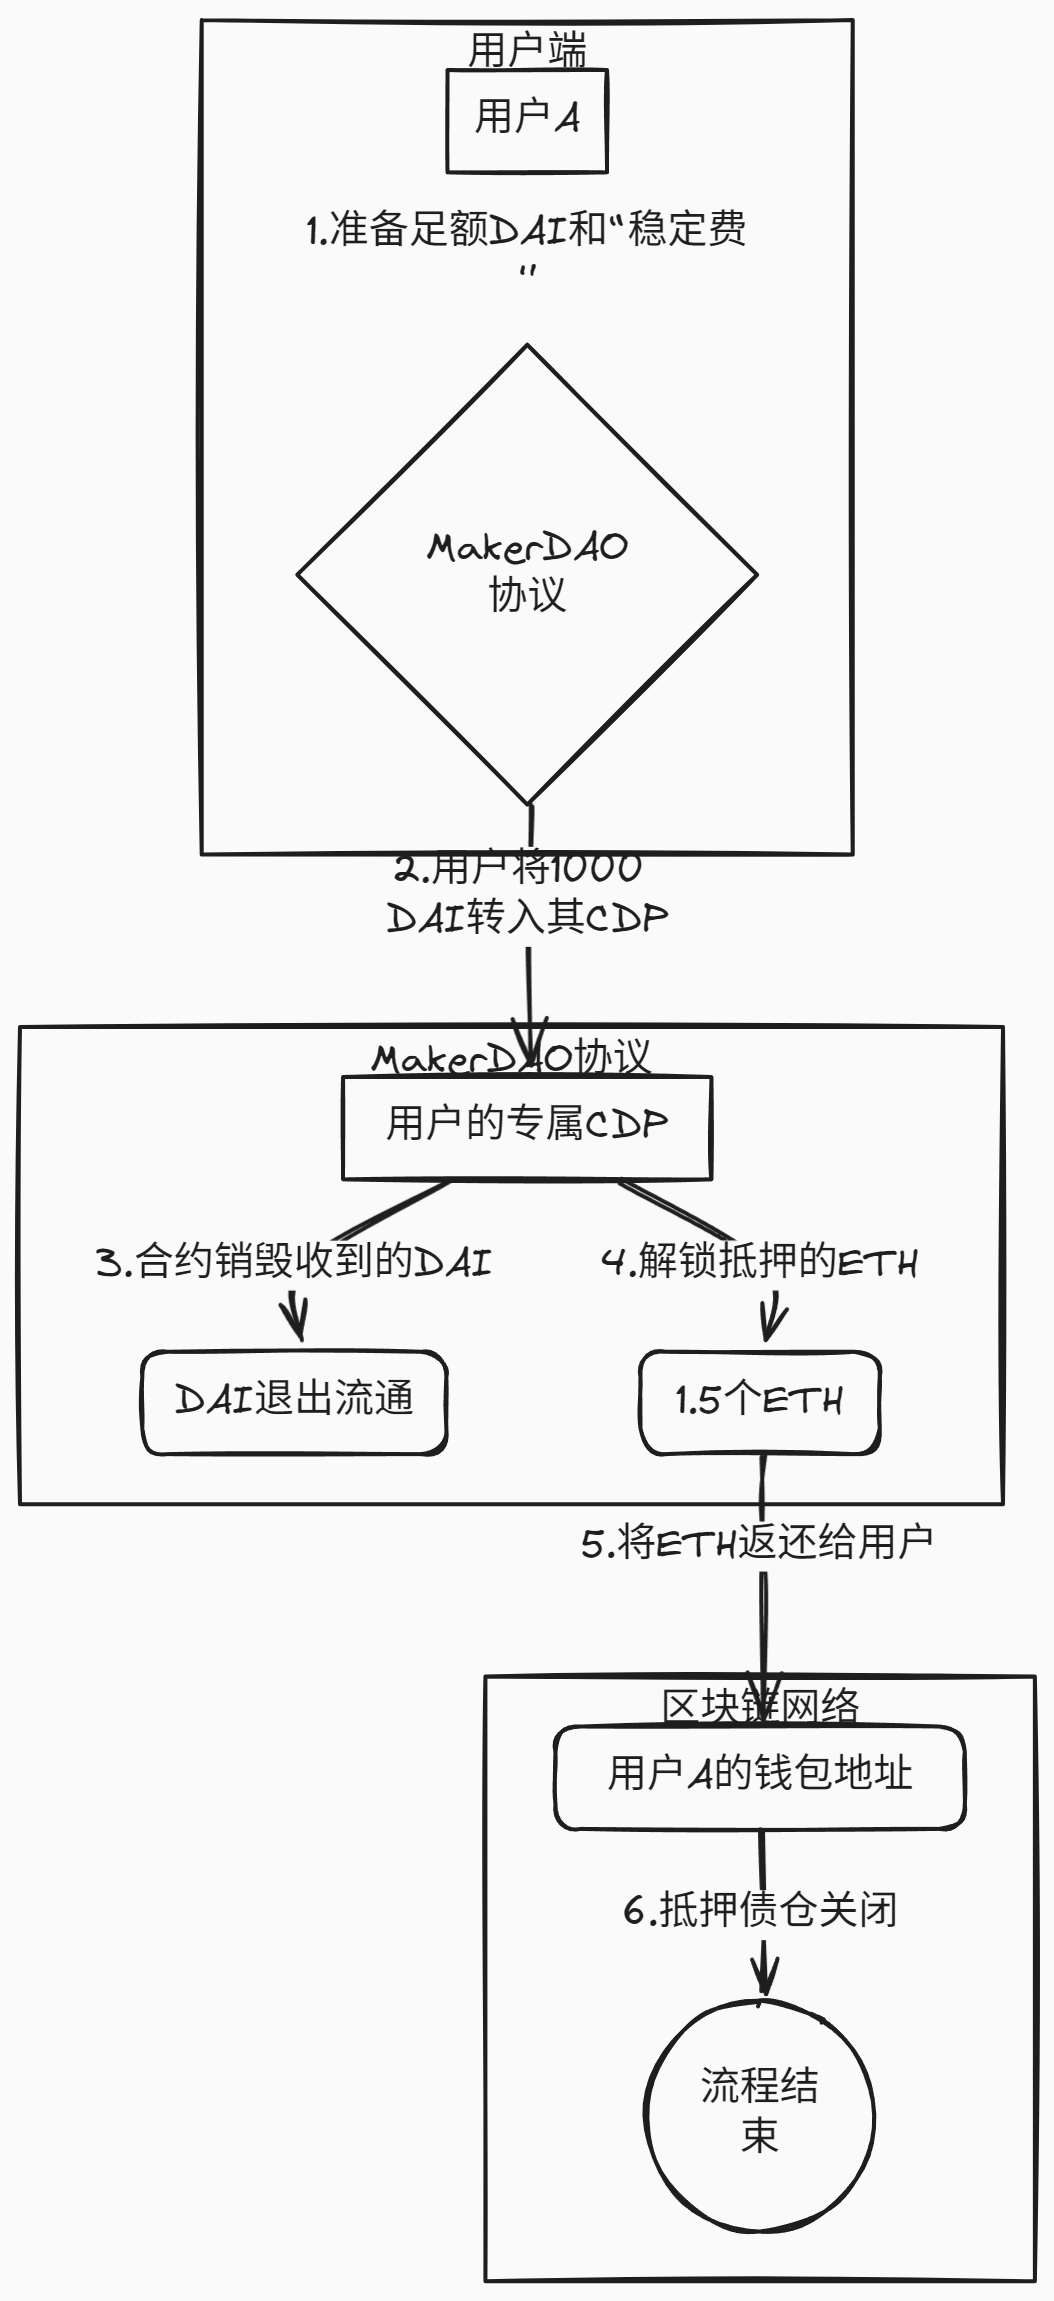 用户端
用户A
1.准备足额DAI和“稳定费
”
MakerDAO
协议
2.用户将1000
DAI转入其CDP
MakerDAO协议
用户的专属CDP
3.合约销毁收到的DAI
4.解锁抵押的ETH
DAI退出流通
1.5个ETH
5.将ETH返还给用户
区块链网络
用户A的钱包地址
6.抵押债仓关闭
流程结
束